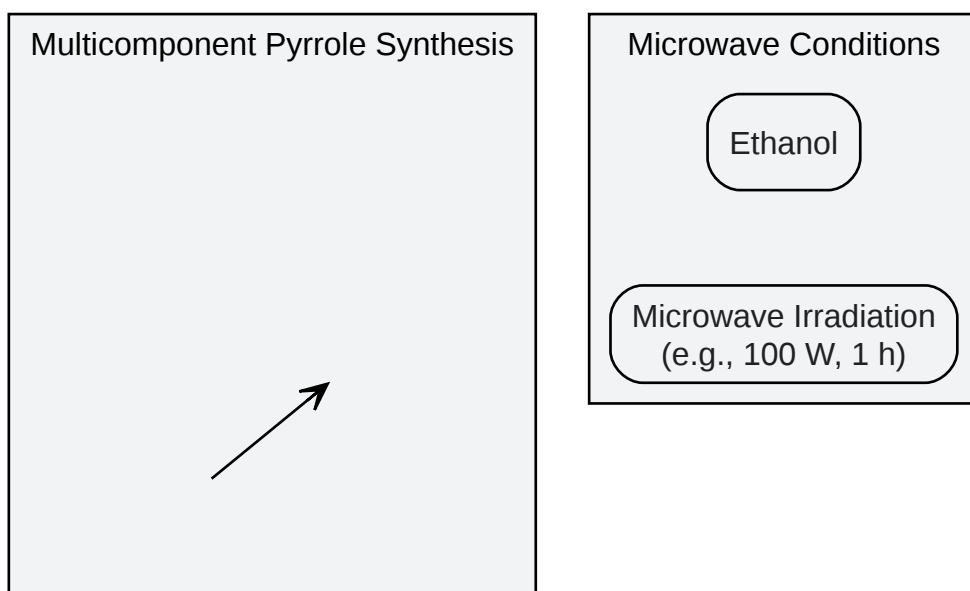 Multicomponent Pyrrole Synthesis
Microwave Conditions
Ethanol
Microwave Irradiation
(e.g., 100 W, 1 h)